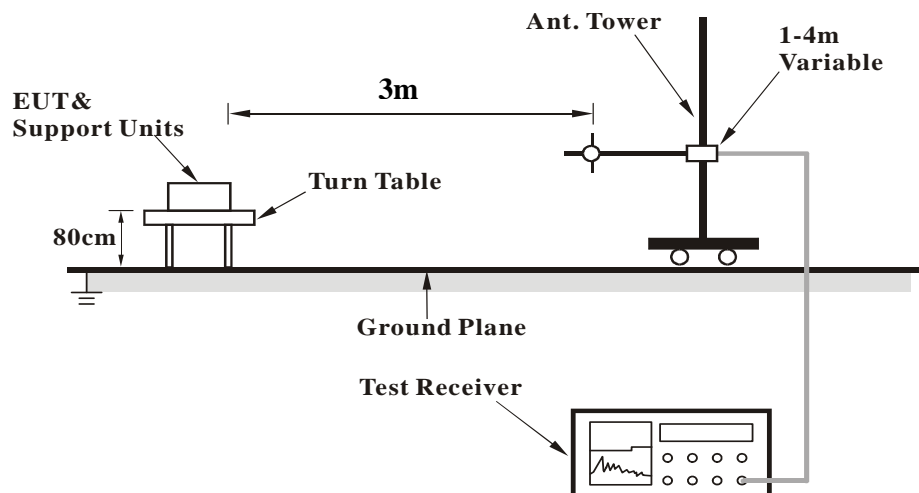 Ant. Tower
1-4m
Variable
3m
EUT&
Support Units
Turn Table
80cm
Ground Plane
Test Receiver